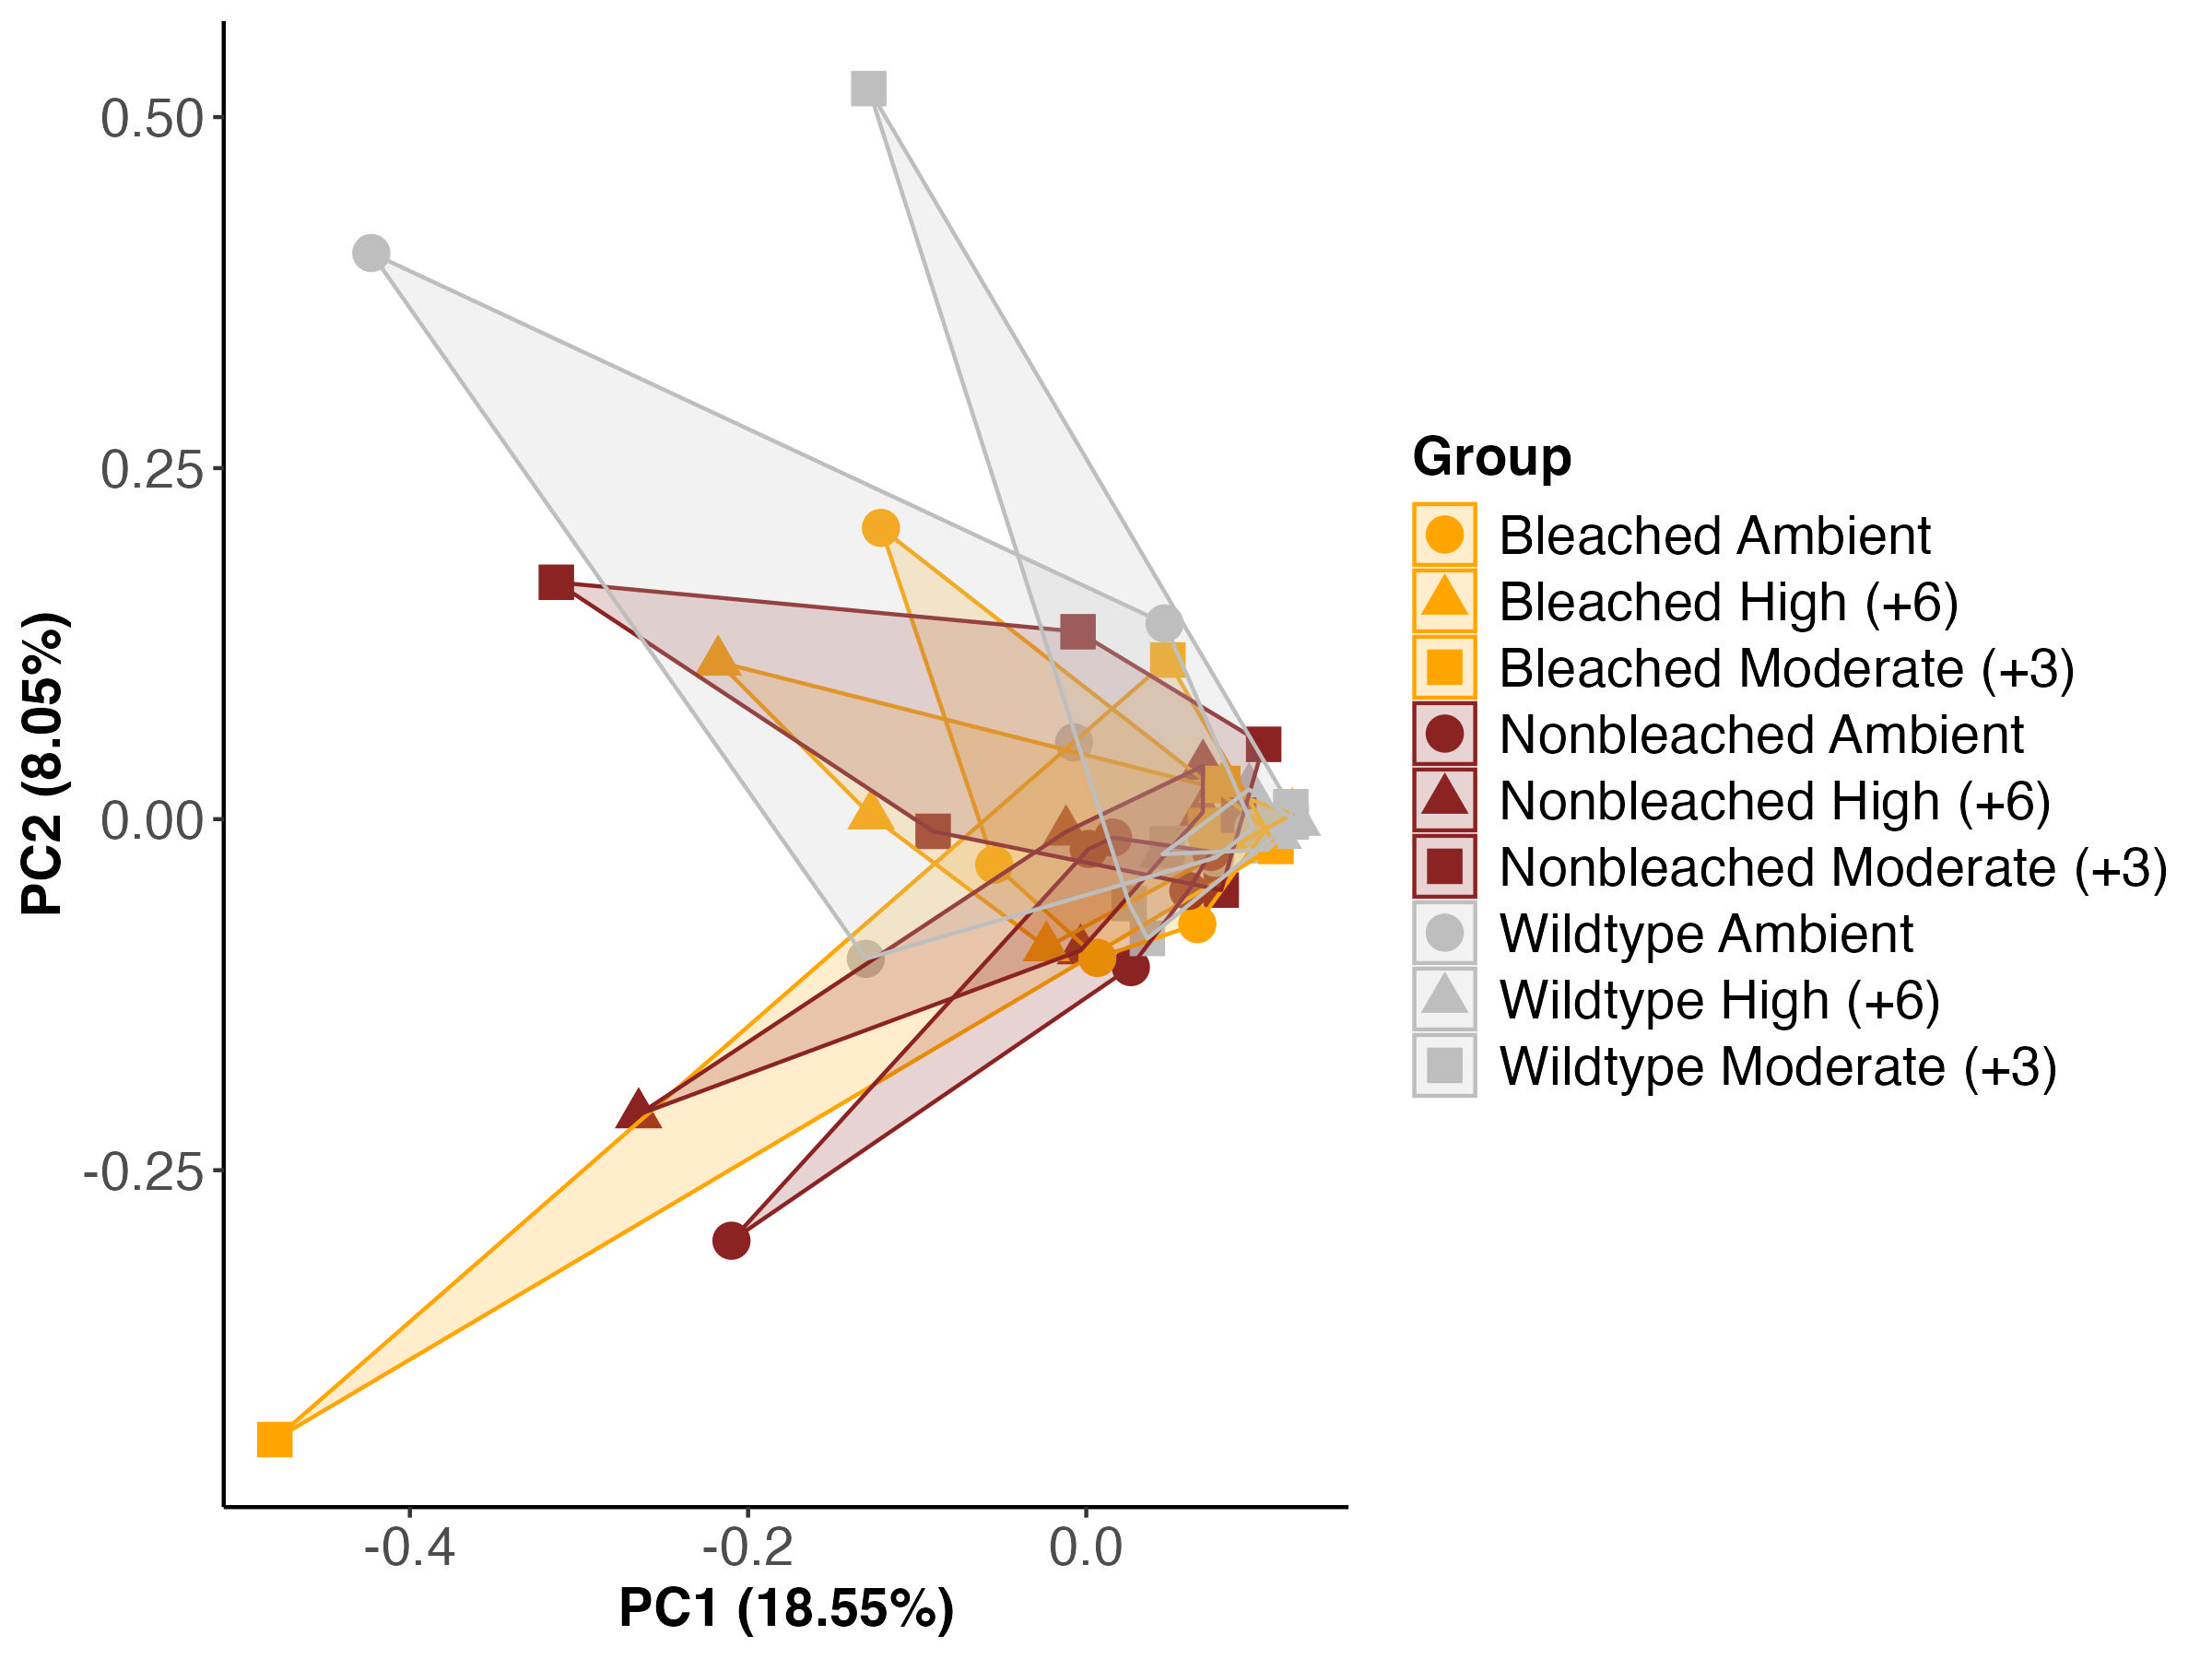 0.50
0.25
0.00
-0.25
PC2 (8.05%)
-0.4 -0.2 0.0
PC1 (18.55%)
Group
Bleached Ambient
Bleached High (+6)
Bleached Moderate (+3)
Nonbleached Ambient
Nonbleached High (+6)
Nonbleached Moderate (+3)
Wildtype Ambient
Wildtype High (+6)
Wildtype Moderate (+3)